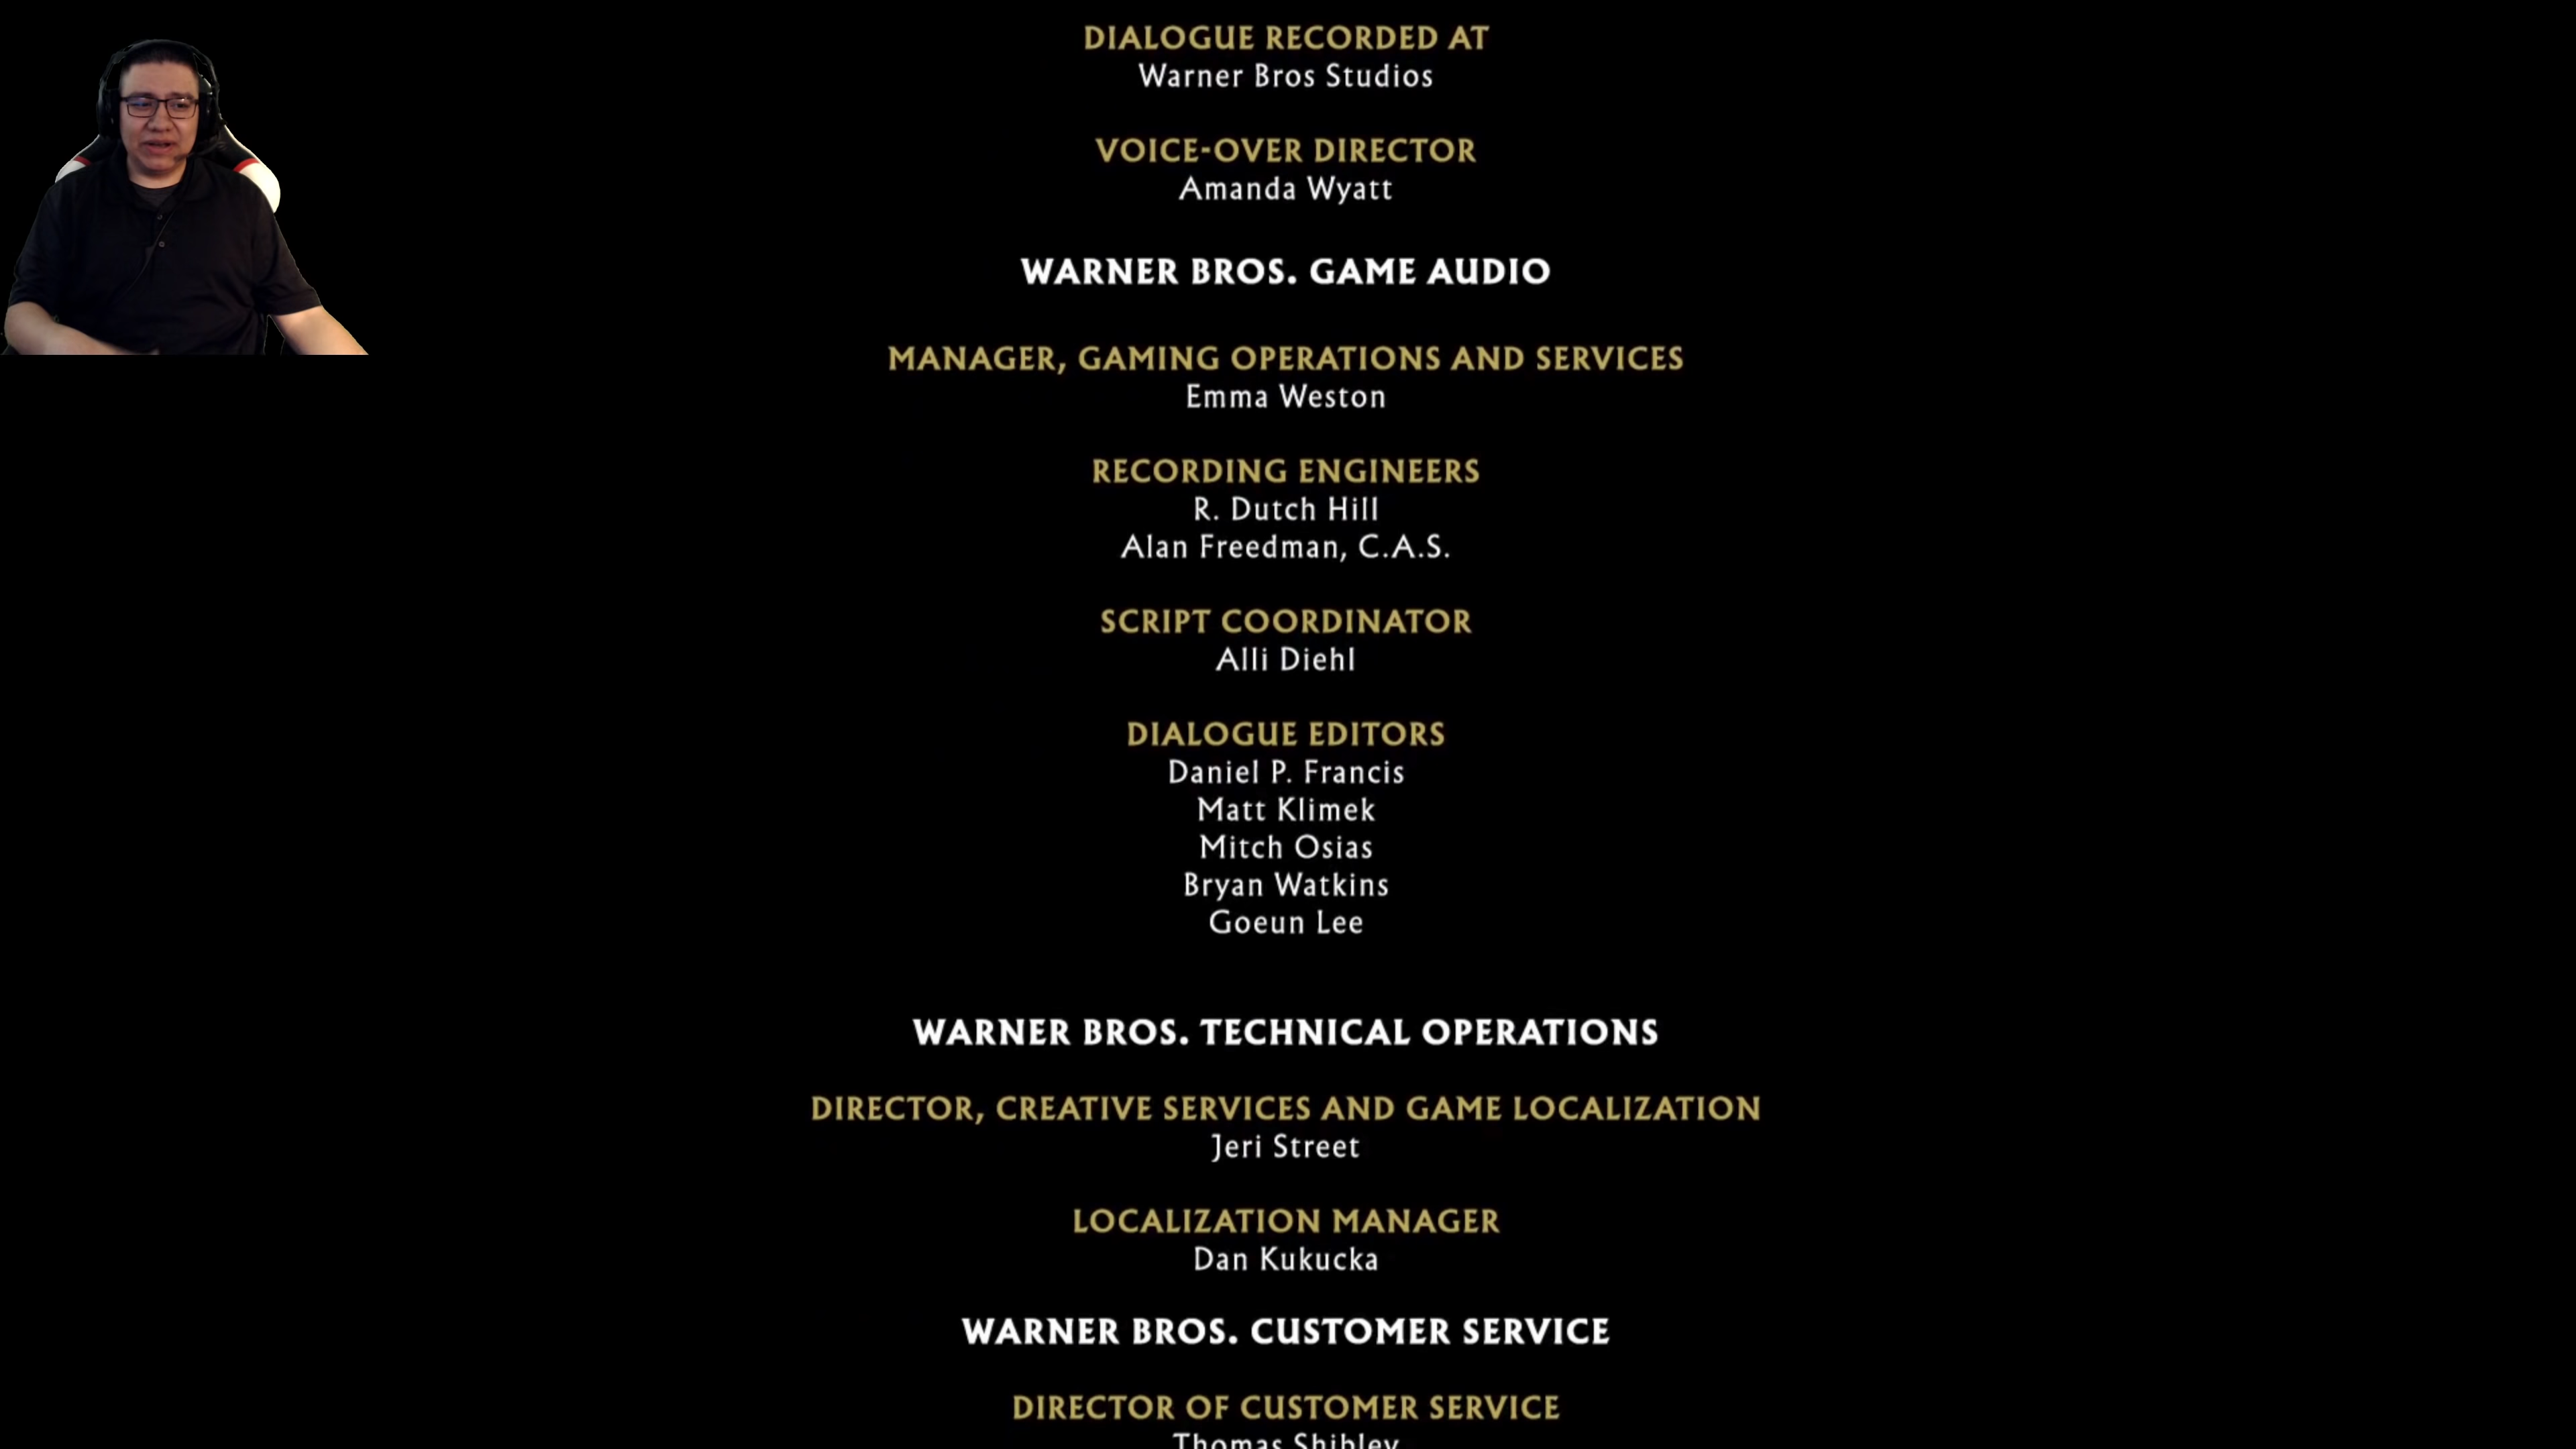 DIALOGUE RECORDED AT
Warner Bros Studios
VOICE-OVER DIRECTOR
Amanda Wyatt
WARNER BROS. GAME AUDIO
MANAGER, GAMING OPERATIONS AND SERVICES
Emma Weston
RECORDING ENGINEERS
R. Dutch Hill
Alan Freedman, C.A.S.
SCRIPT COORDINATOR
Alli Diehl
DIALOGUE EDITORS
Daniel P. Francis
Matt Klimek
Mitch Osias
Bryan Watkins
Goeun Lee
WARNER BROS. TECHNICAL OPERATIONS
DIRECTOR, CREATIVE SERVICES AND GAME LOCALIZATION
Jeri Street
LOCALIZATION MANAGER
Dan Kukucka
WARNER BROS. CUSTOMER SERVICE
DIRECTOR OF CUSTOMER SERVICE
Thomas Shibley